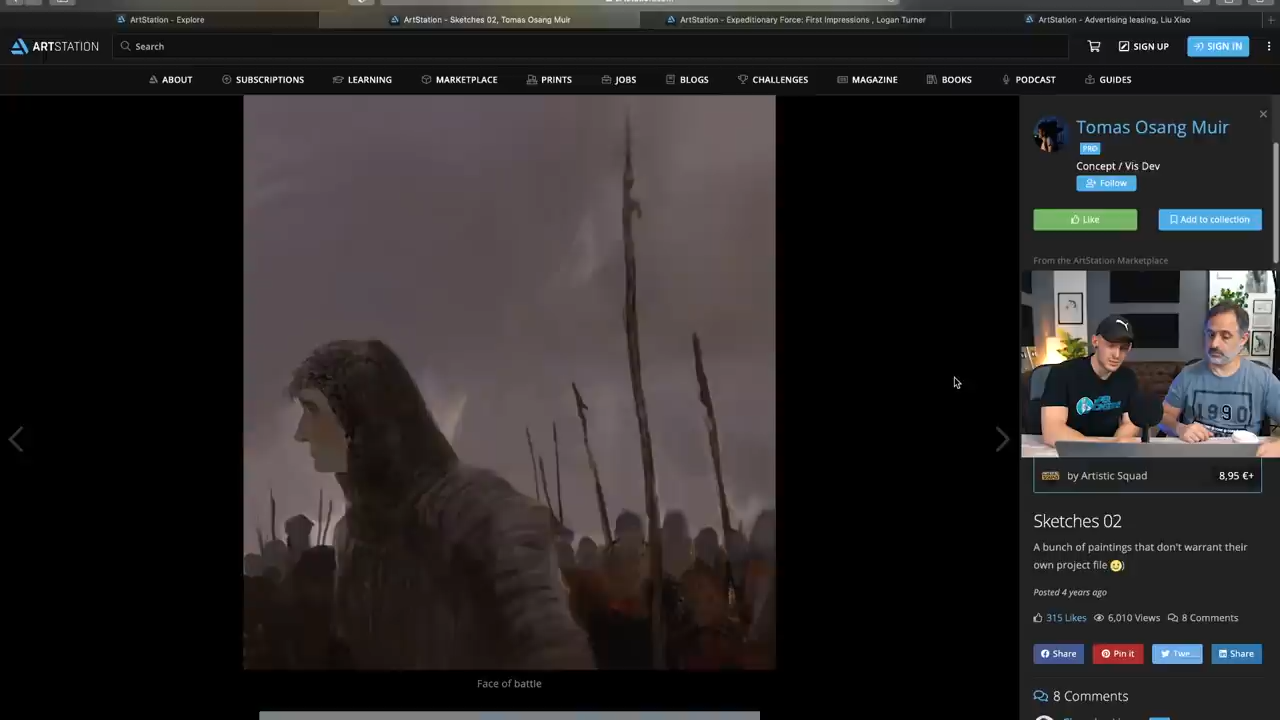 ArtStation - Explore
ArtStation - Sketches 02, Tomas Osang Muir
ArtStation - Expeditionary Force: First Impressions , Logan Turner
ArtStation - Advertising leasing, Liu Xiao
ARTSTATION
Search
SIGN UP
SIGN IN
ABOUT
SUBSCRIPTIONS
LEARNING
MARKETPLACE
PRINTS
JOBS
BLOGS
CHALLENGES
MAGAZINE
BOOKS
PODCAST
GUIDES
Tomas Osang Muir
PRO
Concept / Vis Dev
Follow
Like
Add to collection
From the ArtStation Marketplace
1990
by Artistic Squad
8,95 €+
Sketches 02
A bunch of paintings that don't warrant their
own project file 😉)
Posted 4 years ago
315 Likes
6,010 Views
8 Comments
Share
Pin it
Twe...
Share
8 Comments
Face of battle